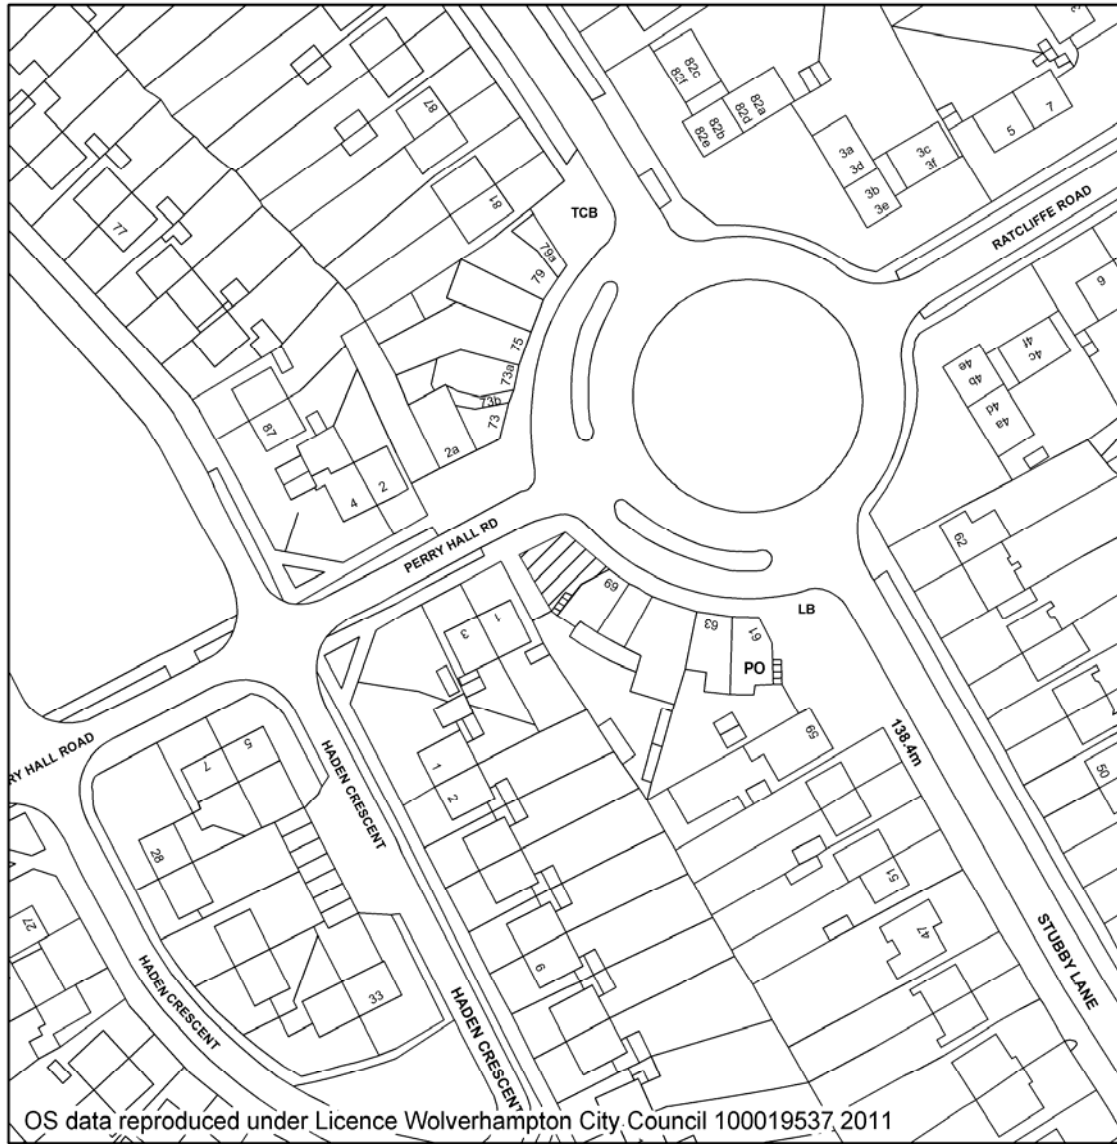 82c
82f
82a
82d
82b
82e
7
5
3a
3d
3c
3f
3b
3e
RATCLIFFE ROAD
87
81
77
TCB
79a
79
75
73a
73b
73
2a
87
2
4
6
4f
4c
4e
4b
4d
4a
62
PERRY HALL RD
69
63
61
PO
LB
1
3
138.4m
59
50
5
7
RY HALL ROAD
HADEN CRESCENT
1
2
28
51
47
27
9
33
STUBBY LANE
HADEN CRESCENT
HADEN CRESCENT
OS data reproduced under Licence Wolverhampton City Council 100019537 2011